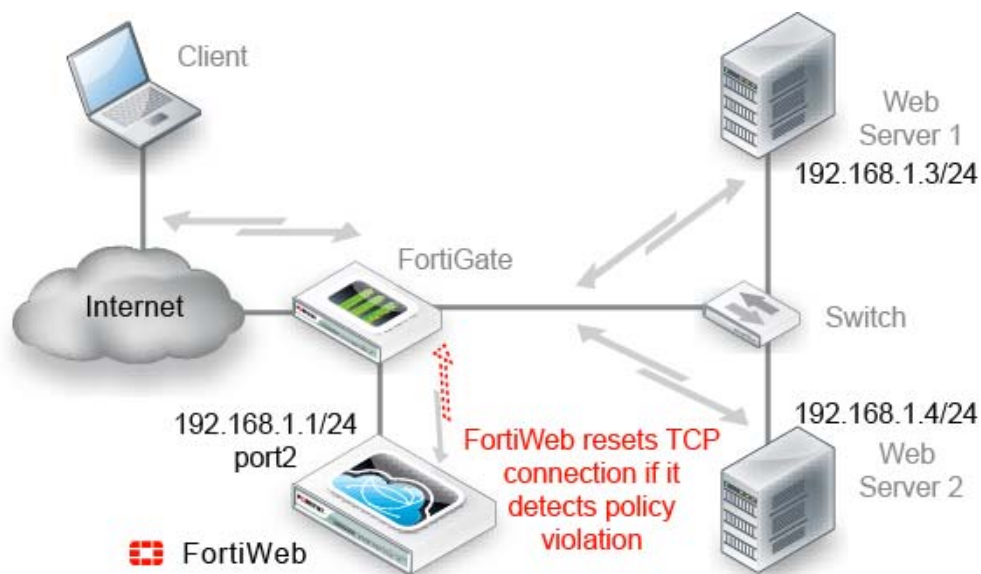 Client
Web
Server 1
192.168.1.3/24
FortiGate
Internet
Switch
192.168.1.1/24
port2
FortiWeb resets TCP
connection if it
detects policy
violation
192.168.1.4/24
Web
Server 2
FortiWeb